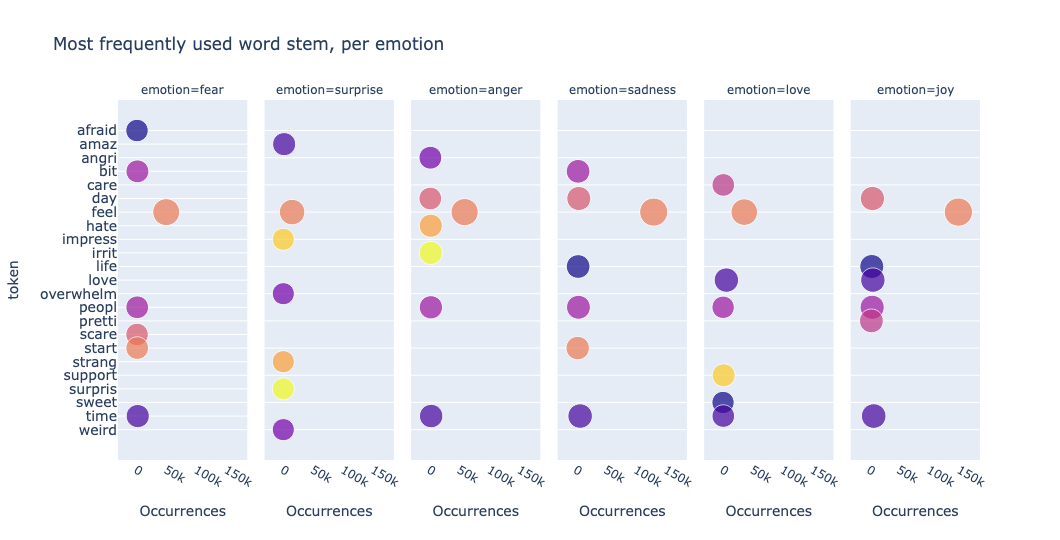 Most frequently used word stem, per emotion
emotion=fear emotion=surprise emotion=anger emotion=sadness emotion=love emotion=joy
token
afraid
amaz
angri
bit
care
day
feel
hate
impress
irrit
life
love
overwhelm
peopl
pretti
scare
start
strang
support
surpris
sweet
time
weird
0 50k 100k 150k 0 50k 100k 150k 0 50k 100k 150k 0 50k 100k 150k 0 50k 100k 150k 0 50k 100k 150k
Occurrences Occurrences Occurrences Occurrences Occurrences Occurrences